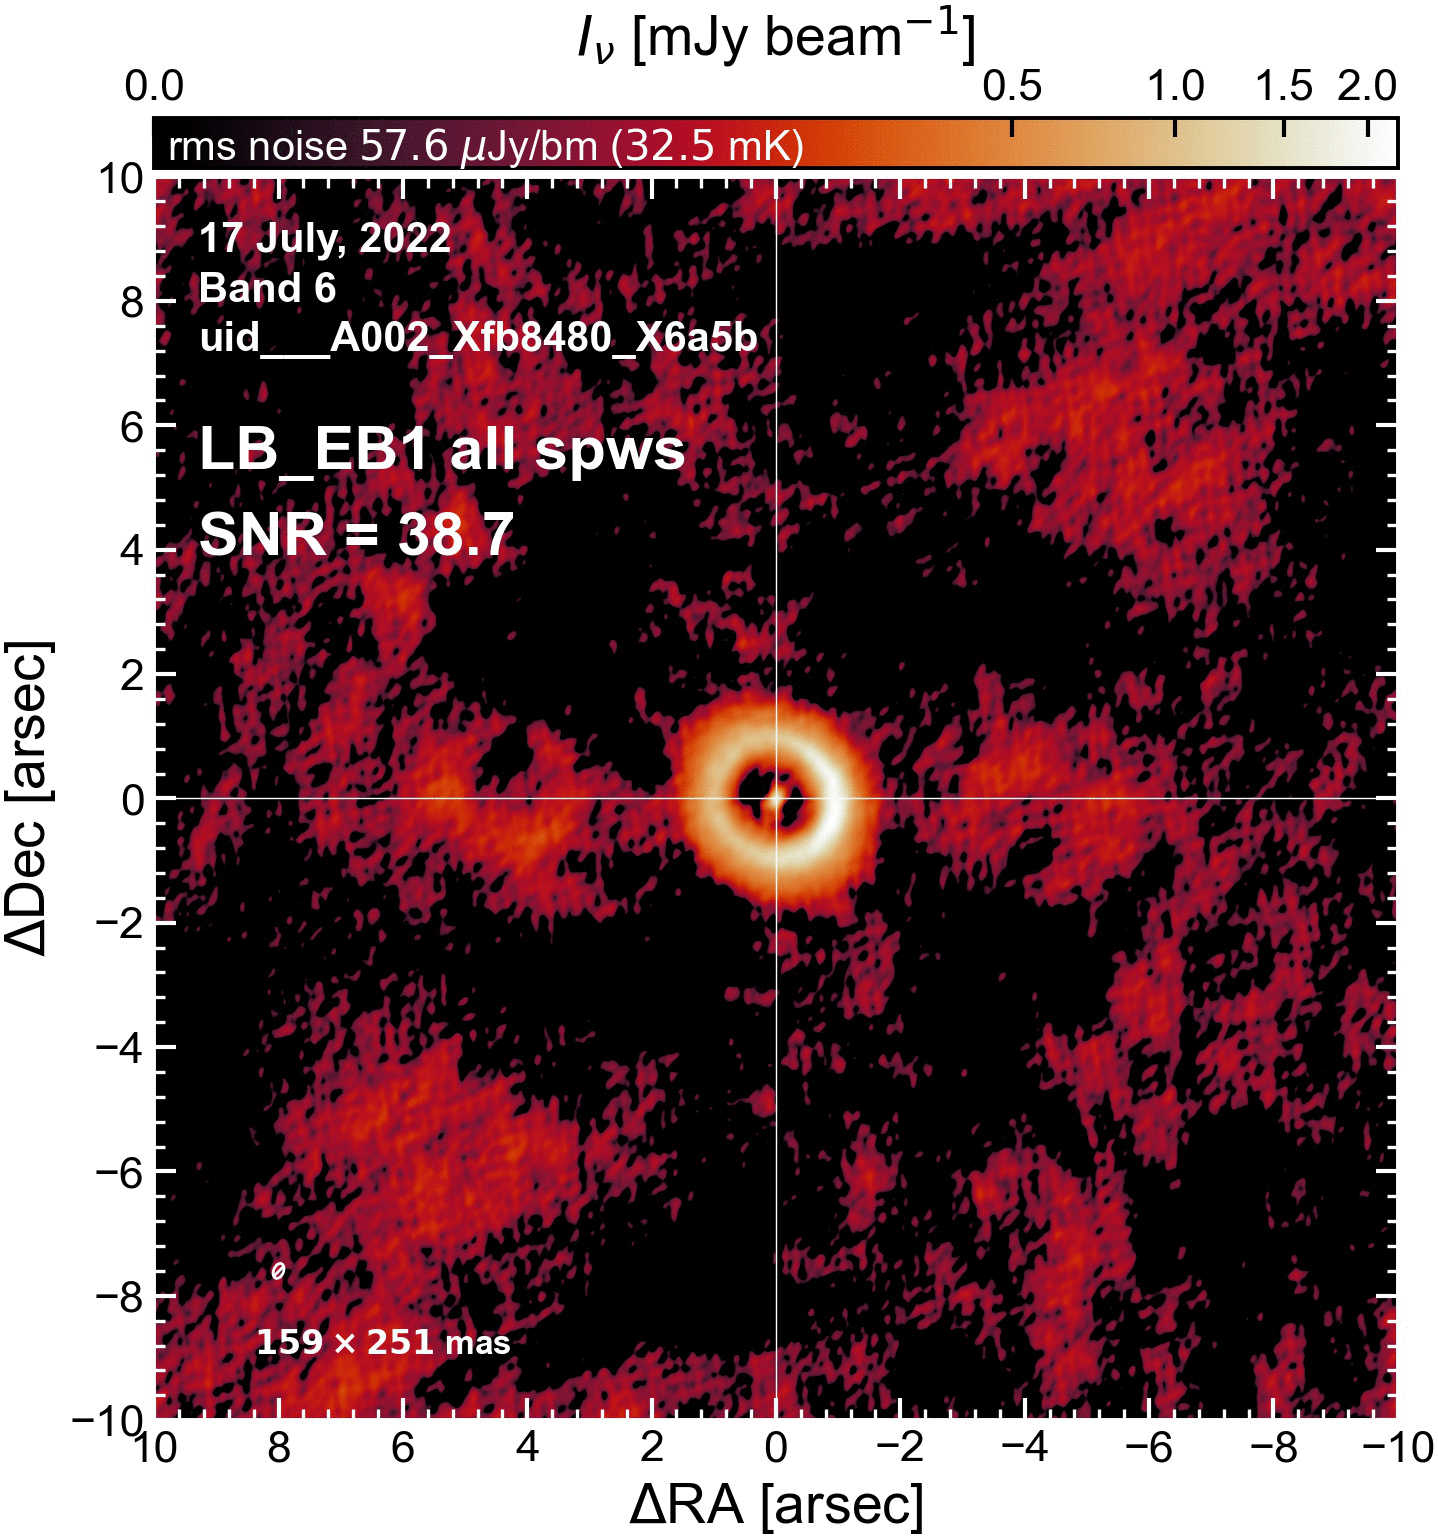 I_ν [mJy beam⁻¹]
0.0 0.5 1.0 1.5 2.0
rms noise 57.6 μJy/bm (32.5 mK)
17 July, 2022
Band 6
uid___A002_Xfb8480_X6a5b
LB_EB1 all spws
SNR = 38.7
159 × 251 mas
ΔDec [arsec]
10
8
6
4
2
0
−2
−4
−6
−8
−10
10 8 6 4 2 0 −2 −4 −6 −8 −10
ΔRA [arsec]